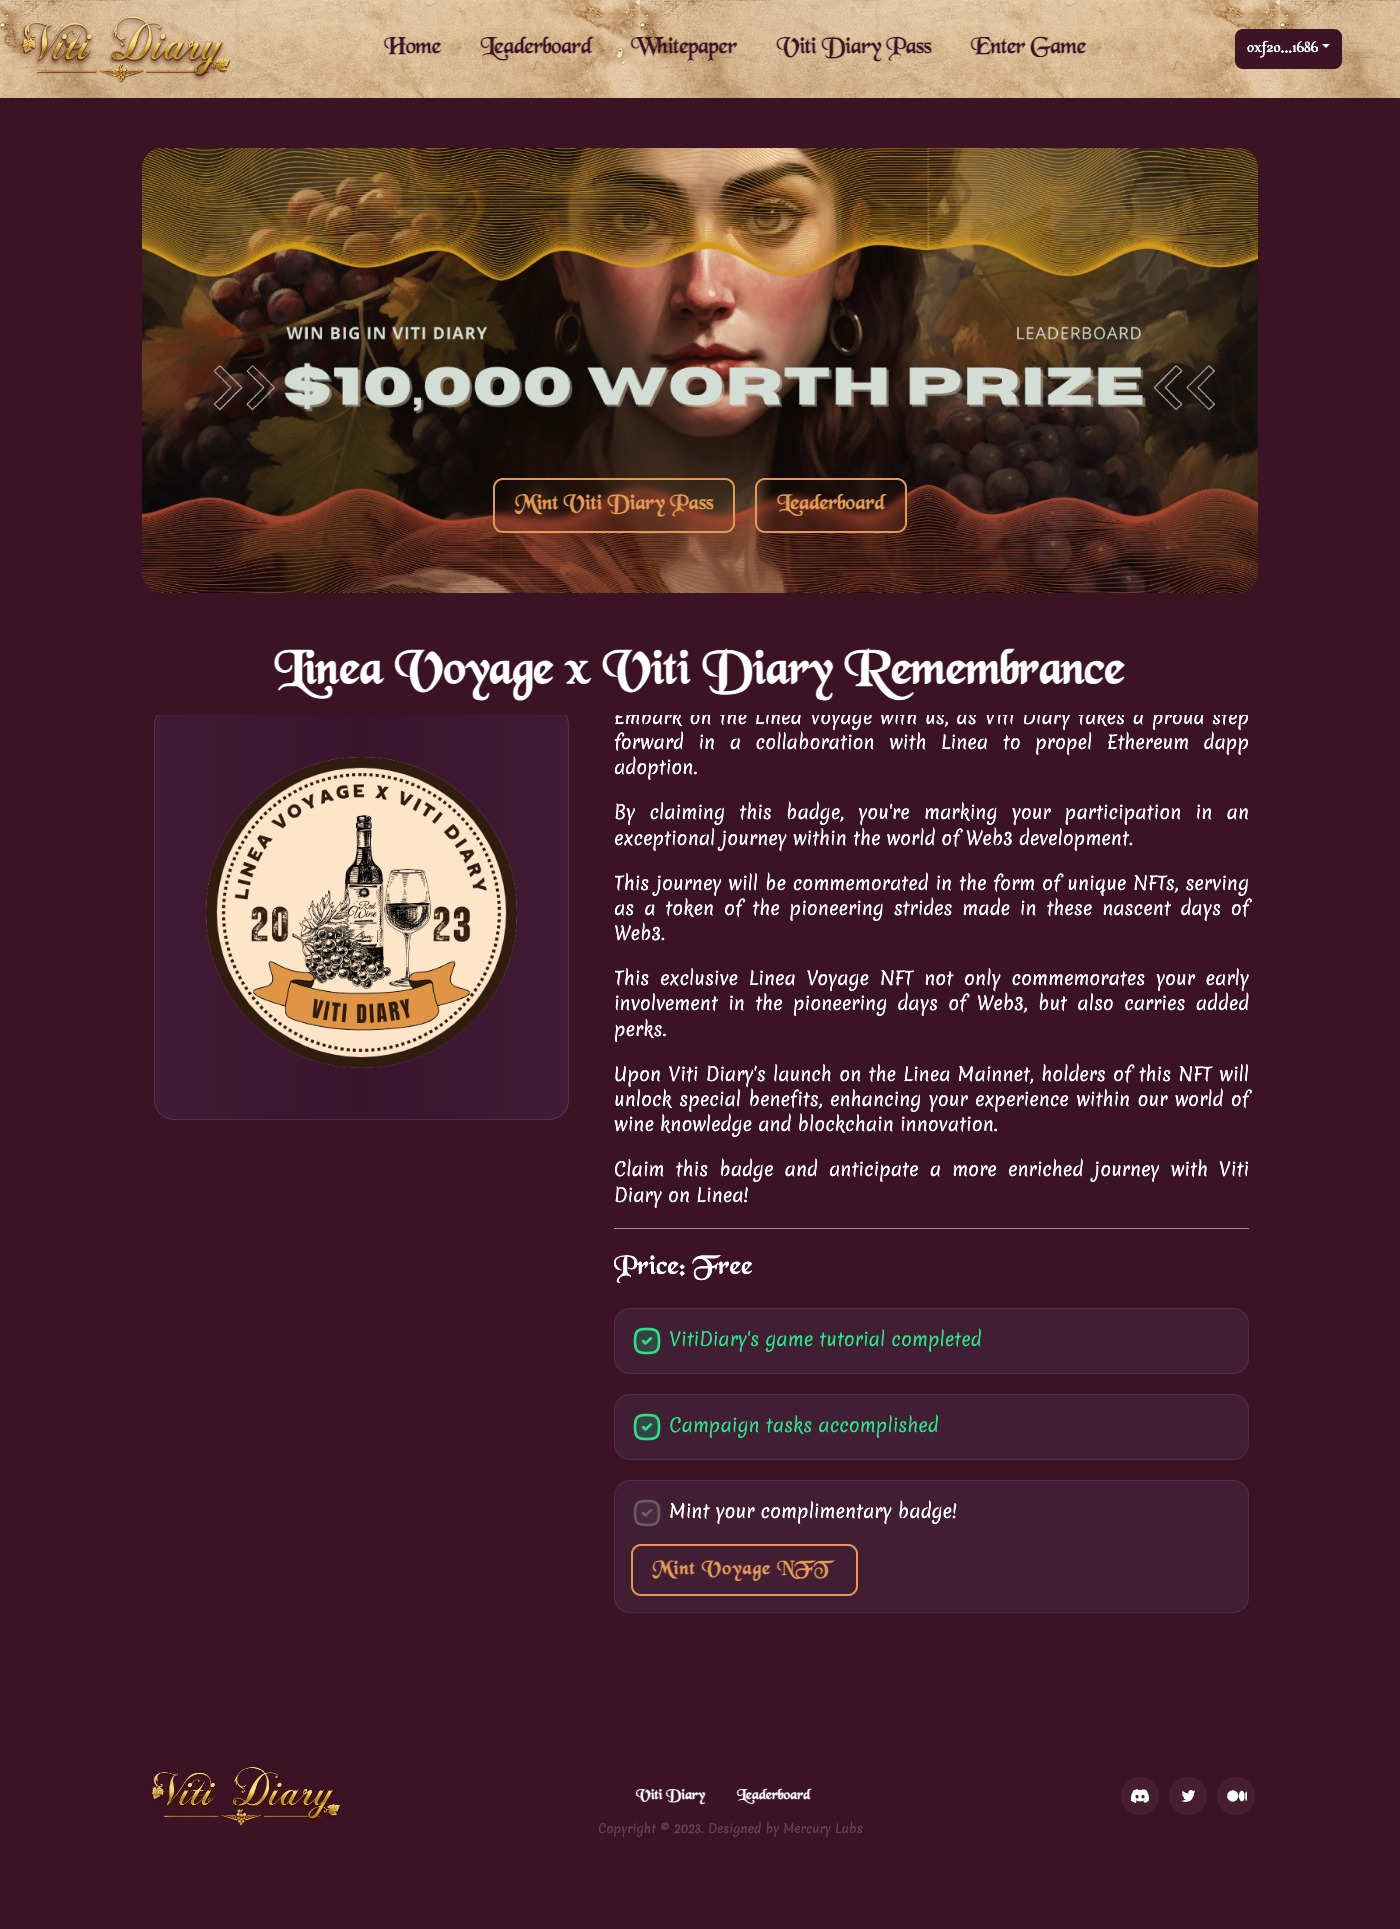 Viti Diary
Home Leaderboard Whitepaper Viti Diary Pass Enter Game
0xf20...1686
WIN BIG IN VITI DIARY
LEADERBOARD
$10,000 WORTH PRIZE
Mint Viti Diary Pass
Leaderboard
Linea Voyage x Viti Diary Remembrance
LINEA VOYAGE X VITI DIARY
Red
Wine
20 23
VITI DIARY
Embark on the Linea Voyage with us, as Viti Diary takes a proud step
forward in a collaboration with Linea to propel Ethereum dapp
adoption.
By claiming this badge, you're marking your participation in an
exceptional journey within the world of Web3 development.
This journey will be commemorated in the form of unique NFTs, serving
as a token of the pioneering strides made in these nascent days of
Web3.
This exclusive Linea Voyage NFT not only commemorates your early
involvement in the pioneering days of Web3, but also carries added
perks.
Upon Viti Diary's launch on the Linea Mainnet, holders of this NFT will
unlock special benefits, enhancing your experience within our world of
wine knowledge and blockchain innovation.
Claim this badge and anticipate a more enriched journey with Viti
Diary on Linea!
Price: Free
VitiDiary's game tutorial completed
Campaign tasks accomplished
Mint your complimentary badge!
Mint Voyage NFT
Viti Diary
Viti Diary Leaderboard
Copyright © 2023. Designed by Mercury Labs